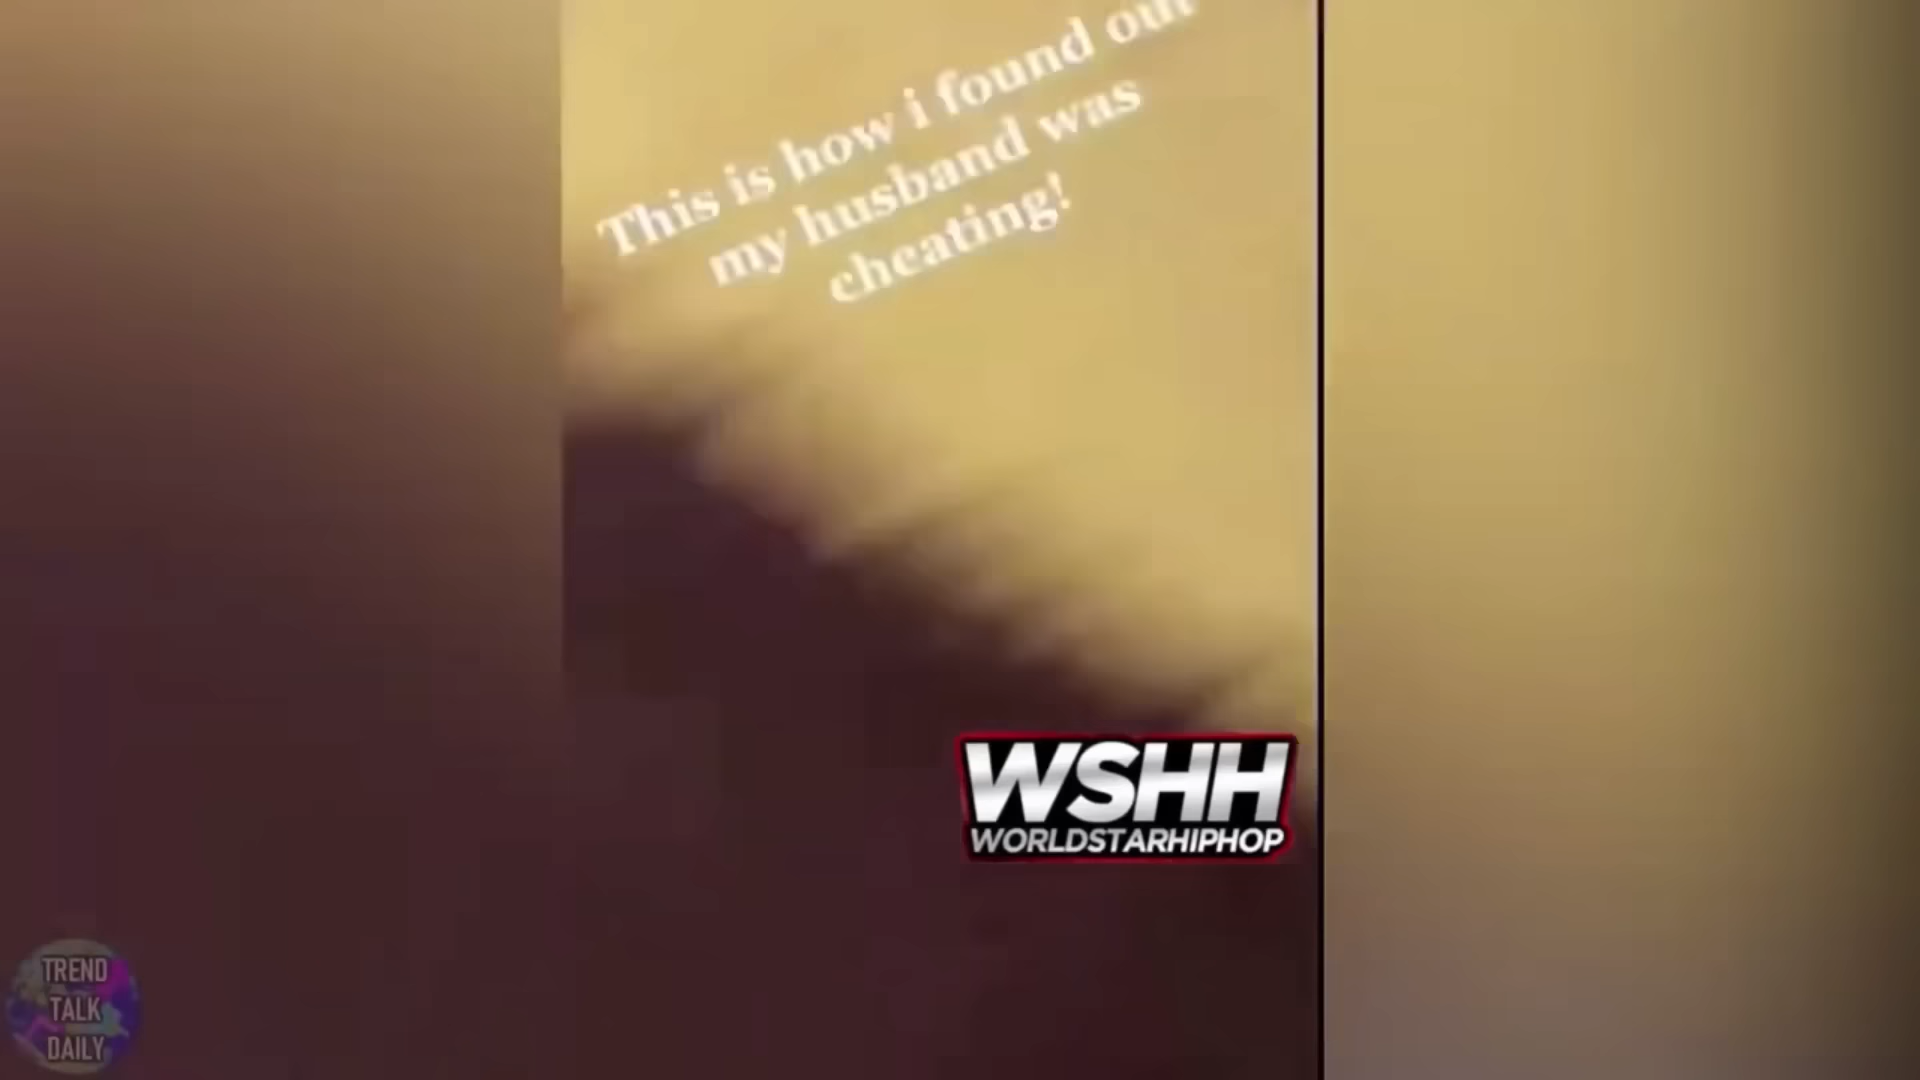 This is how i found out
my husband was
cheating!
WSHH
WORLDSTARHIPHOP
TREND
TALK
DAILY